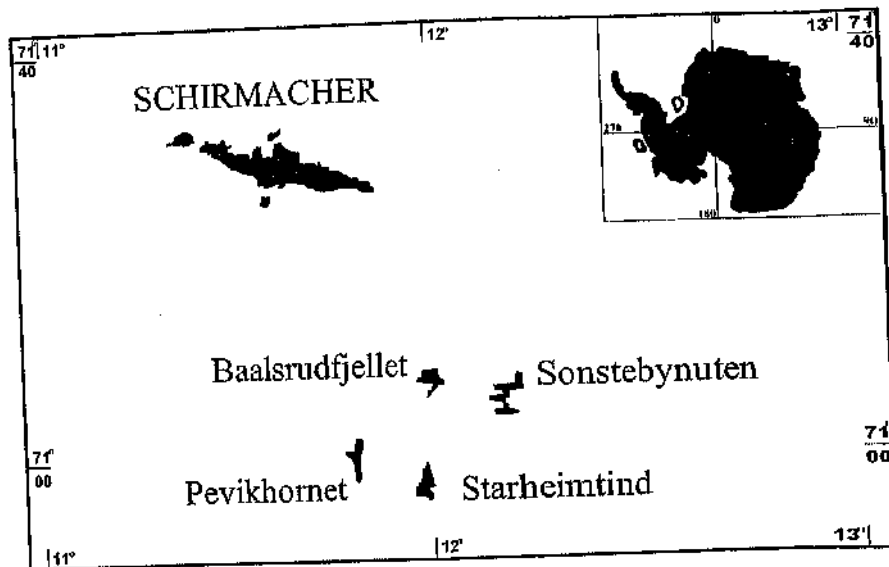 71° 11° 12° 13° 71°
40 40
SCHIRMACHER
0
270 90
180
Baalsrudfjellet Sonstebynuten
71° 71°
00 00
Pevikhornet Starheimtind
11° 12° 13°